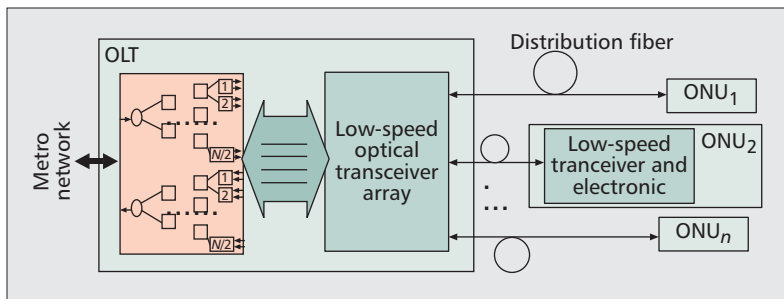 Distribution fiber
OLT
Metro
network
1
2
N/2
1
2
N/2
Low-speed
optical
transceiver
array
ONU1
ONU2
Low-speed
tranceiver and
electronic
ONUn